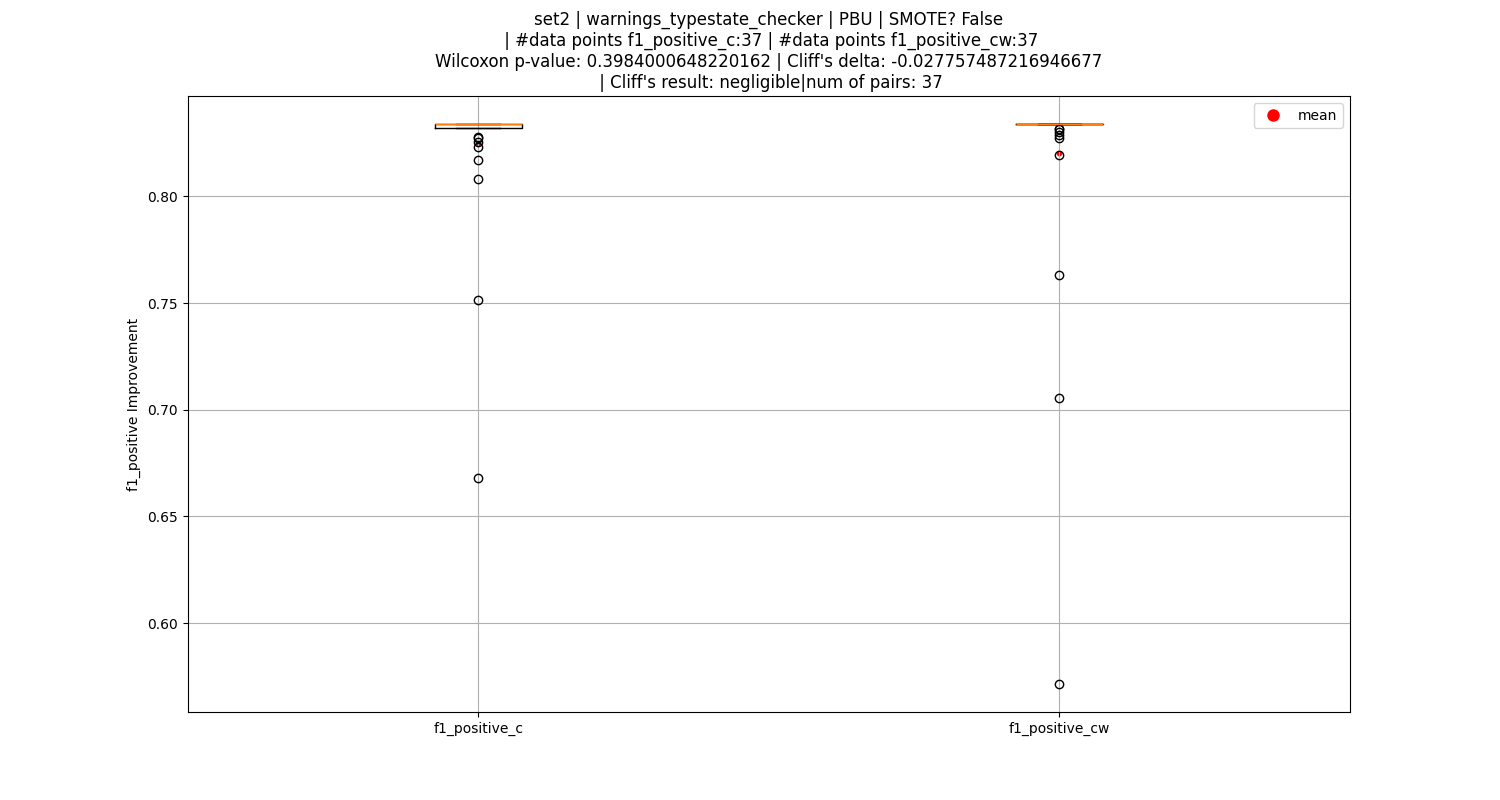 set2 | warnings_typestate_checker | PBU | SMOTE? False
| #data points f1_positive_c:37 | #data points f1_positive_cw:37
Wilcoxon p-value: 0.3984000648220162 | Cliff's delta: -0.027757487216946677
| Cliff's result: negligible|num of pairs: 37
mean
0.80
0.75
0.70
0.65
0.60
f1_positive Improvement
f1_positive_c
f1_positive_cw